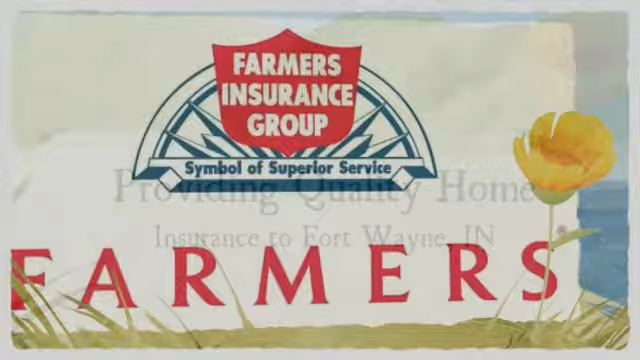 FARMERS
INSURANCE
GROUP
Symbol of Superior Service
Providing Quality Home
Insurance to Fort Wayne, IN
FARMERS